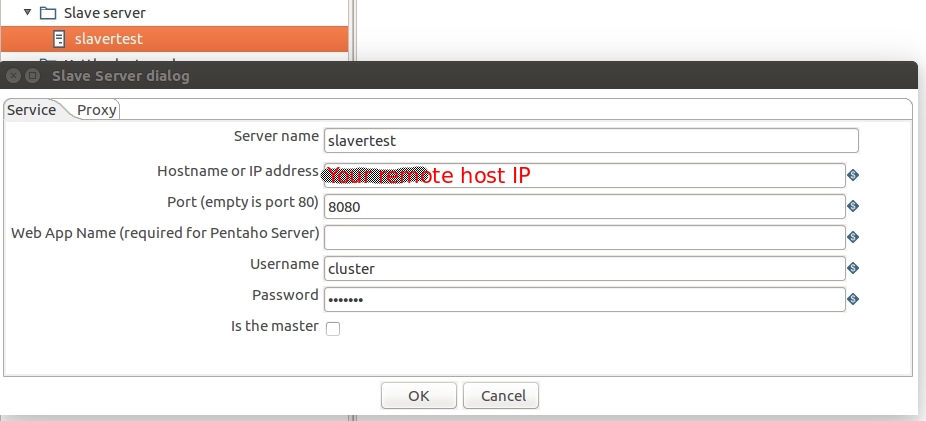 Slave server
slavertest
Slave Server dialog
Service Proxy
Server name slavertest
Hostname or IP address Your remote host IP
Port (empty is port 80) 8080
Web App Name (required for Pentaho Server)
Username cluster
Password •••••••
Is the master
OK Cancel